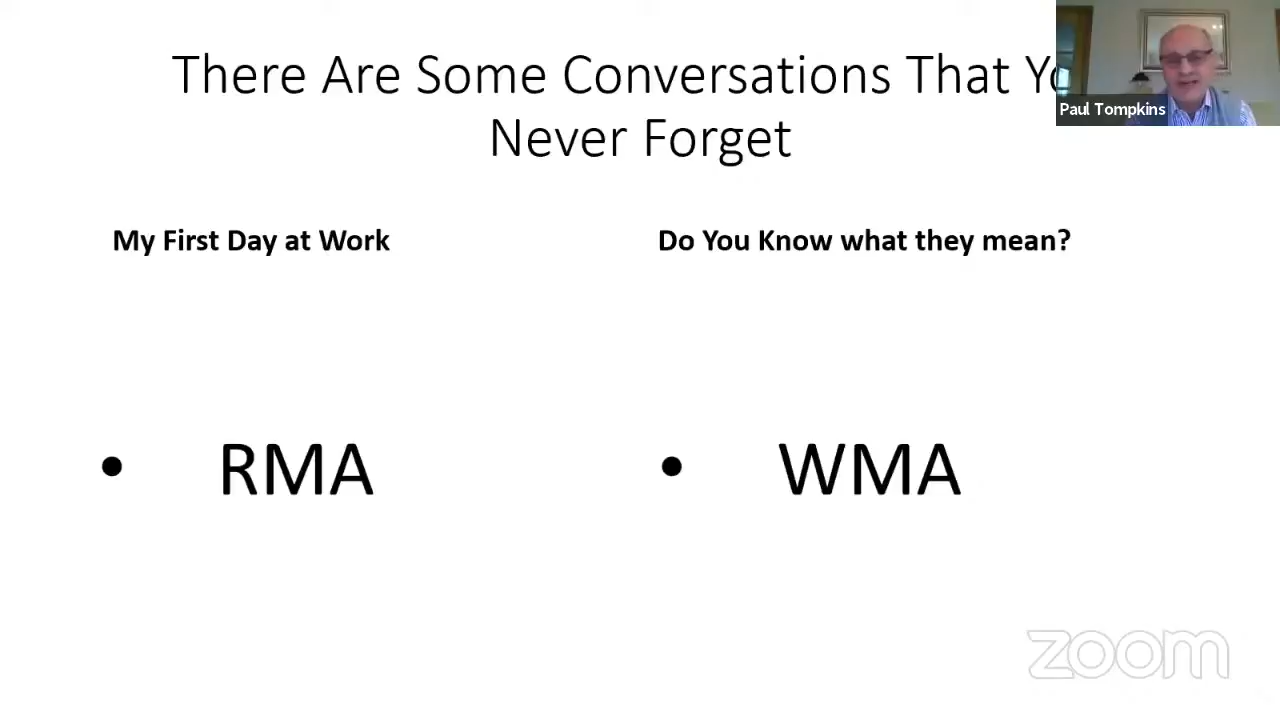 There Are Some Conversations That
Never Forget
Paul Tompkins
My First Day at Work
Do You Know what they mean?
• RMA
• WMA
zoom